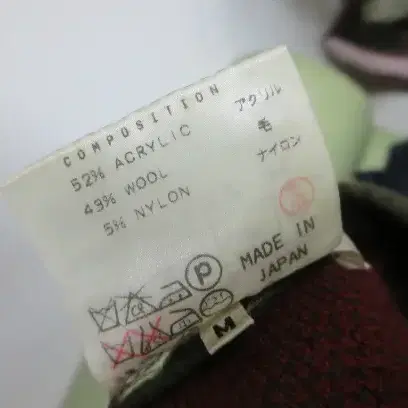 COMPOSITION
52% ACRYLIC アクリル
43% WOOL 毛
5% NYLON ナイロン
P
MADE IN
JAPAN
M